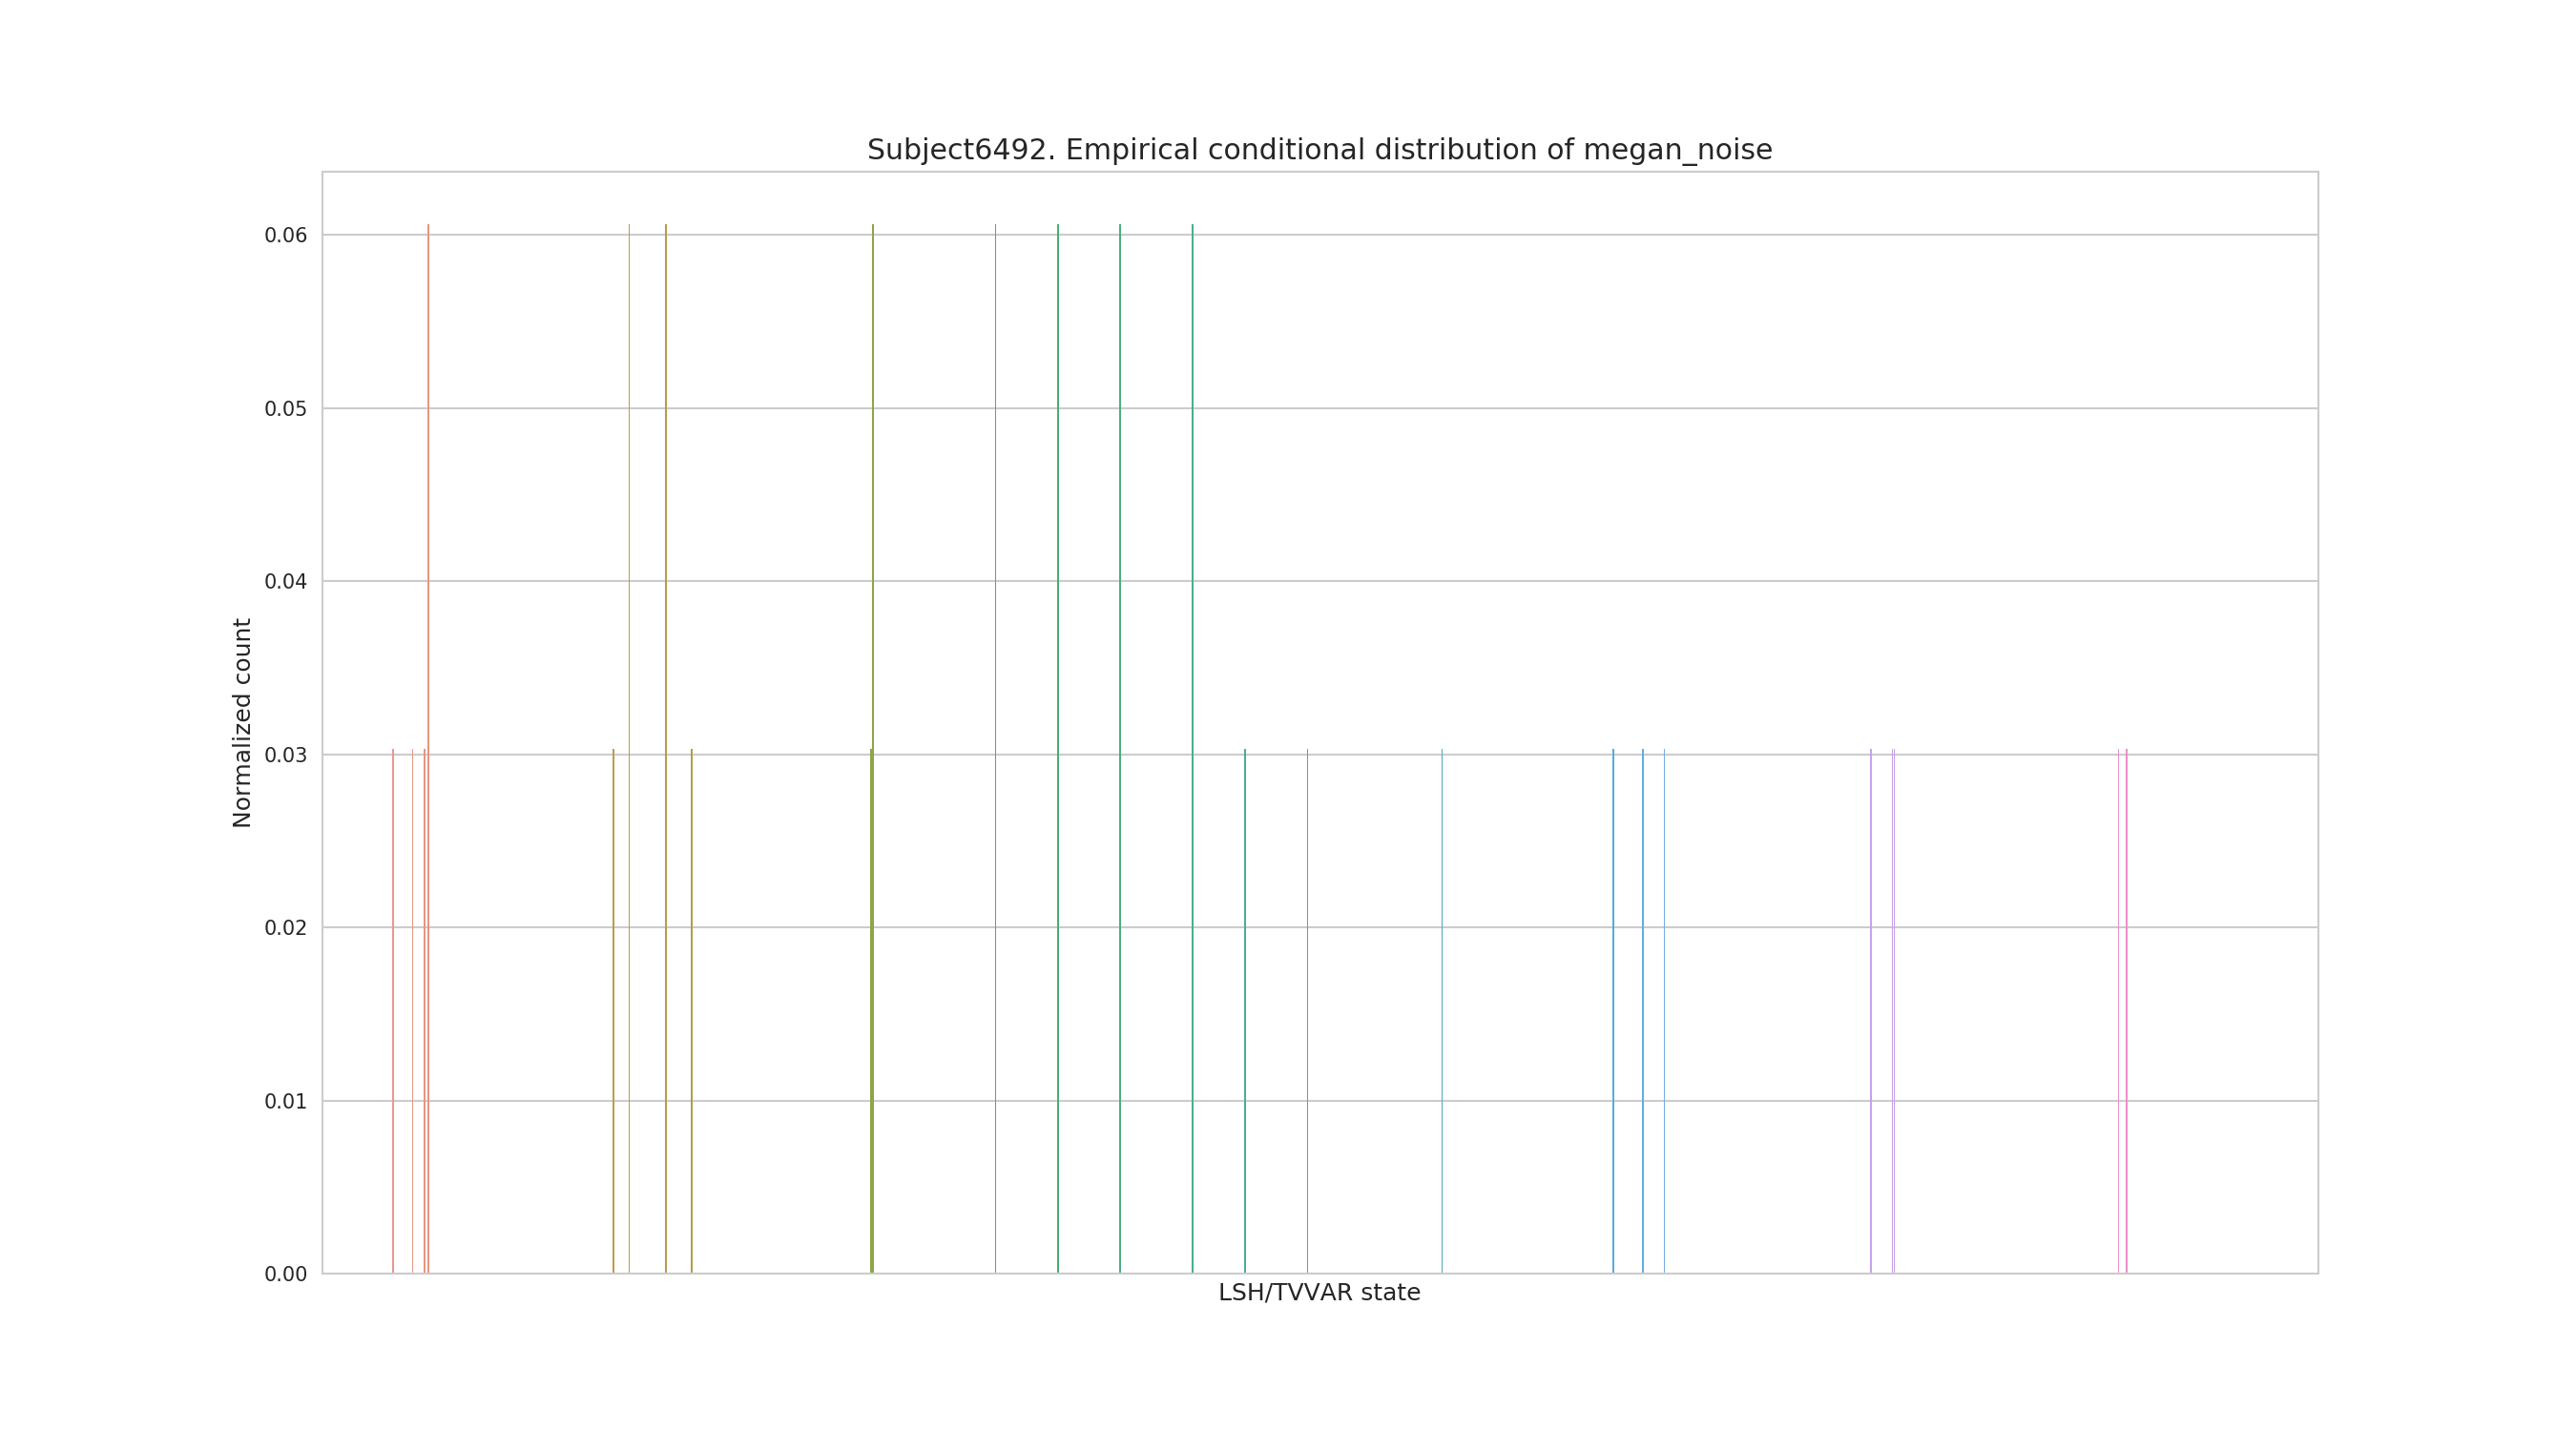 Subject6492. Empirical conditional distribution of megan_noise
0.06
0.05
0.04
0.03
0.02
0.01
0.00
Normalized count
LSH/TVVAR state